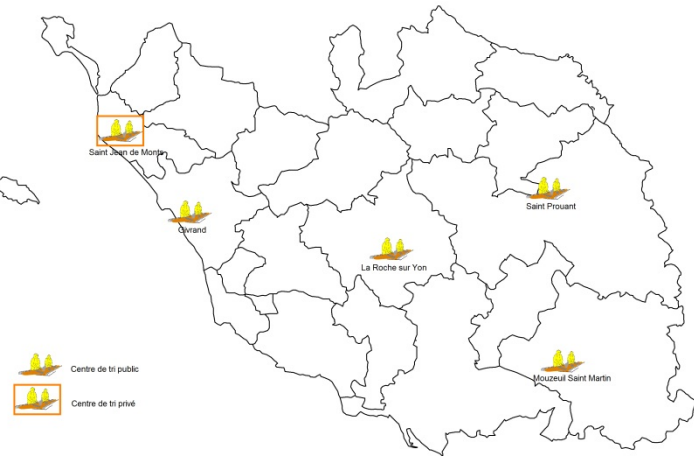 Saint Jean de Monts
Givrand
Saint Prouant
La Roche sur Yon
Mouzeuil Saint Martin
Centre de tri public
Centre de tri privé